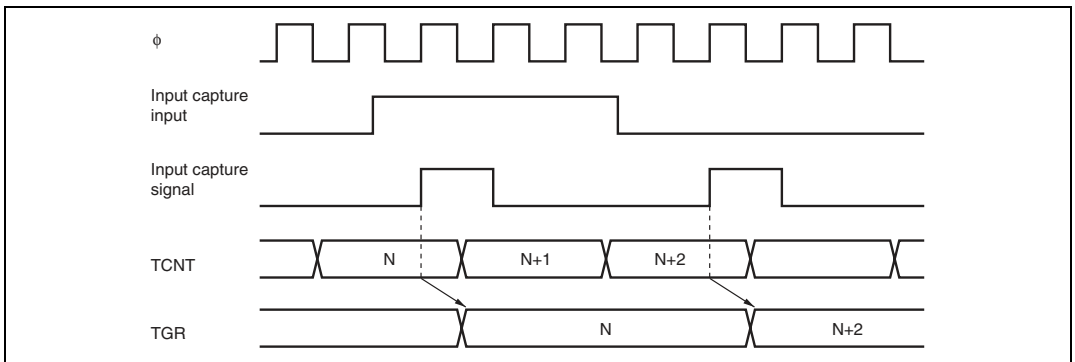 φ
Input capture
input
Input capture
signal
TCNT N N+1 N+2
TGR N N+2